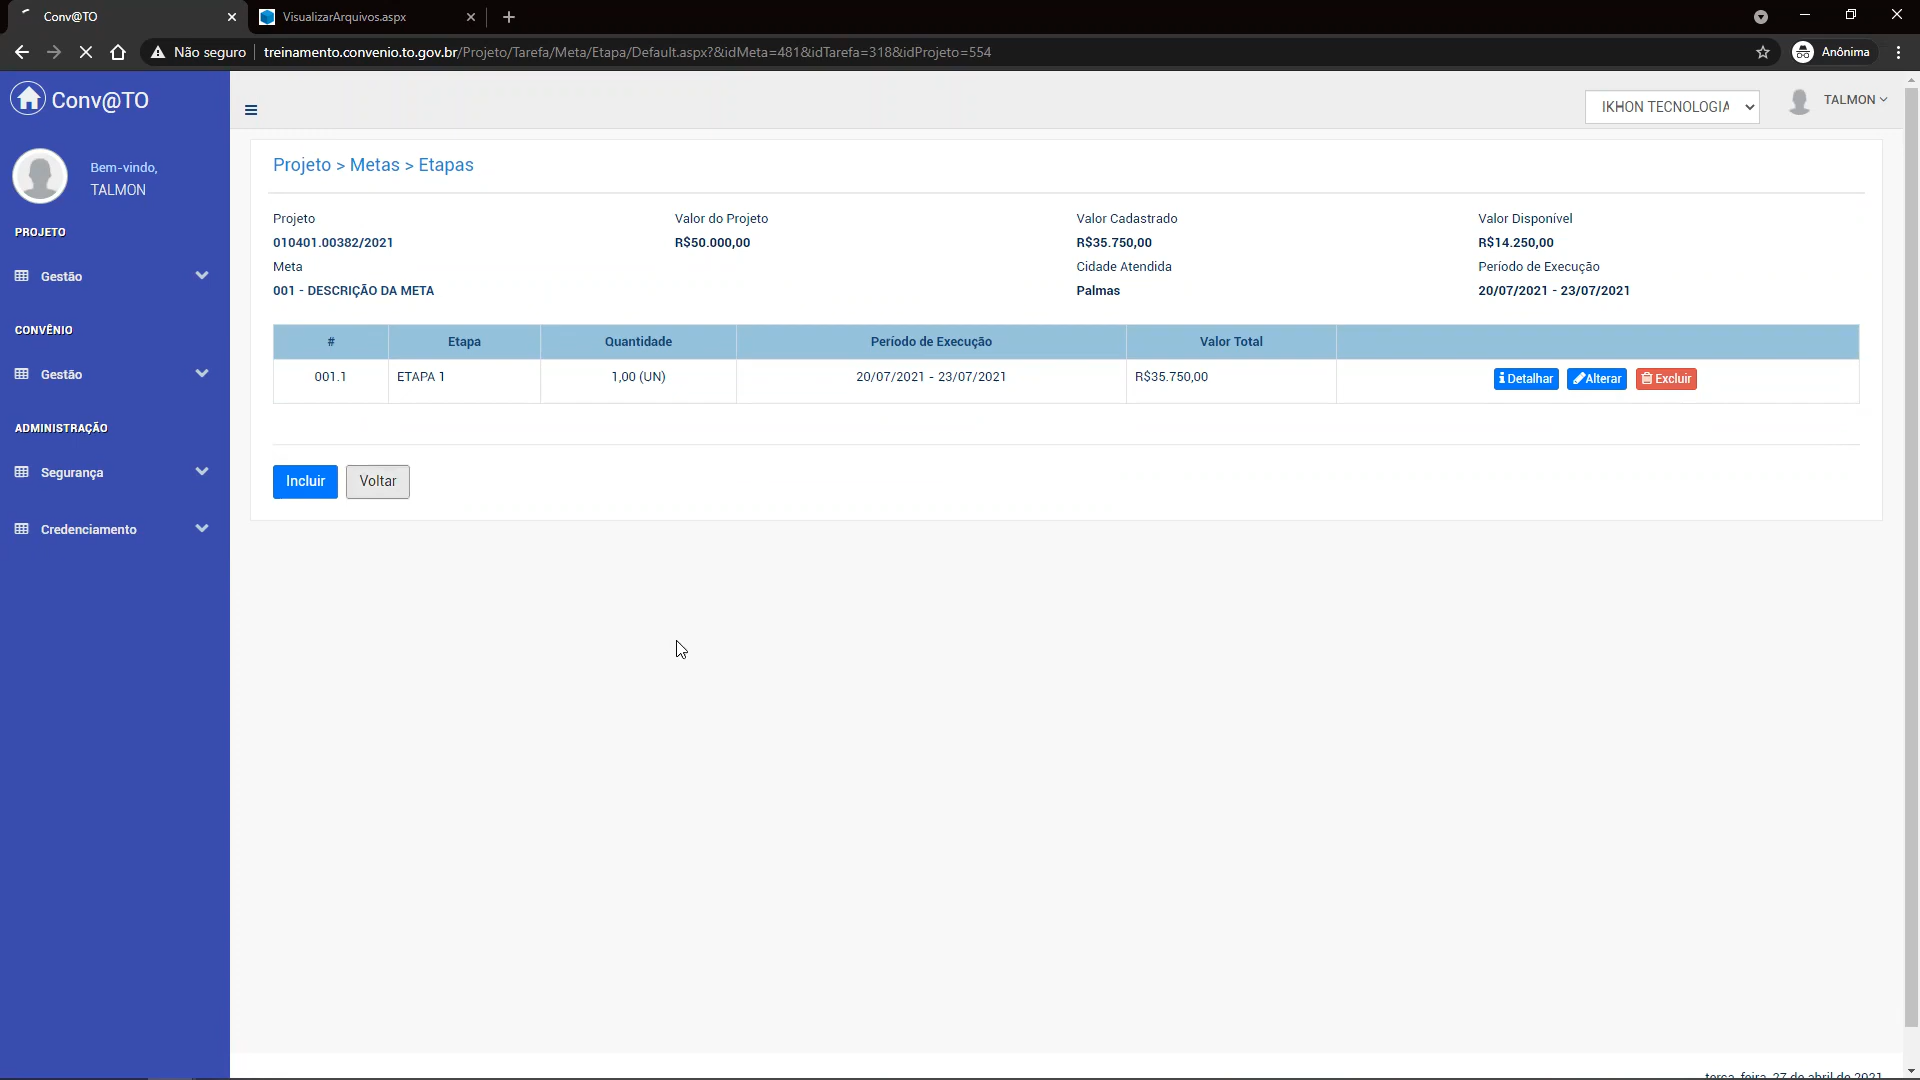 Conv@TO
VisualizarArquivos.aspx
Não seguro
treinamento.convenio.to.gov.br/Projeto/Tarefa/Meta/Etapa/Default.aspx?&idMeta=481&idTarefa=318&idProjeto=554
Anônima
Conv@TO
IKHON TECNOLOGIA
TALMON
Bem-vindo,
TALMON
PROJETO
Gestão
CONVÊNIO
Gestão
ADMINISTRAÇÃO
Segurança
Credenciamento
Projeto > Metas > Etapas
Projeto Valor do Projeto Valor Cadastrado Valor Disponível
010401.00382/2021 R$50.000,00 R$35.750,00 R$14.250,00
Meta Cidade Atendida Período de Execução
001 - DESCRIÇÃO DA META Palmas 20/07/2021 - 23/07/2021
# Etapa Quantidade Período de Execução Valor Total
001.1 ETAPA 1 1,00 (UN) 20/07/2021 - 23/07/2021 R$35.750,00 Detalhar Alterar Excluir
Incluir Voltar
terça-feira, 27 de abril de 2021